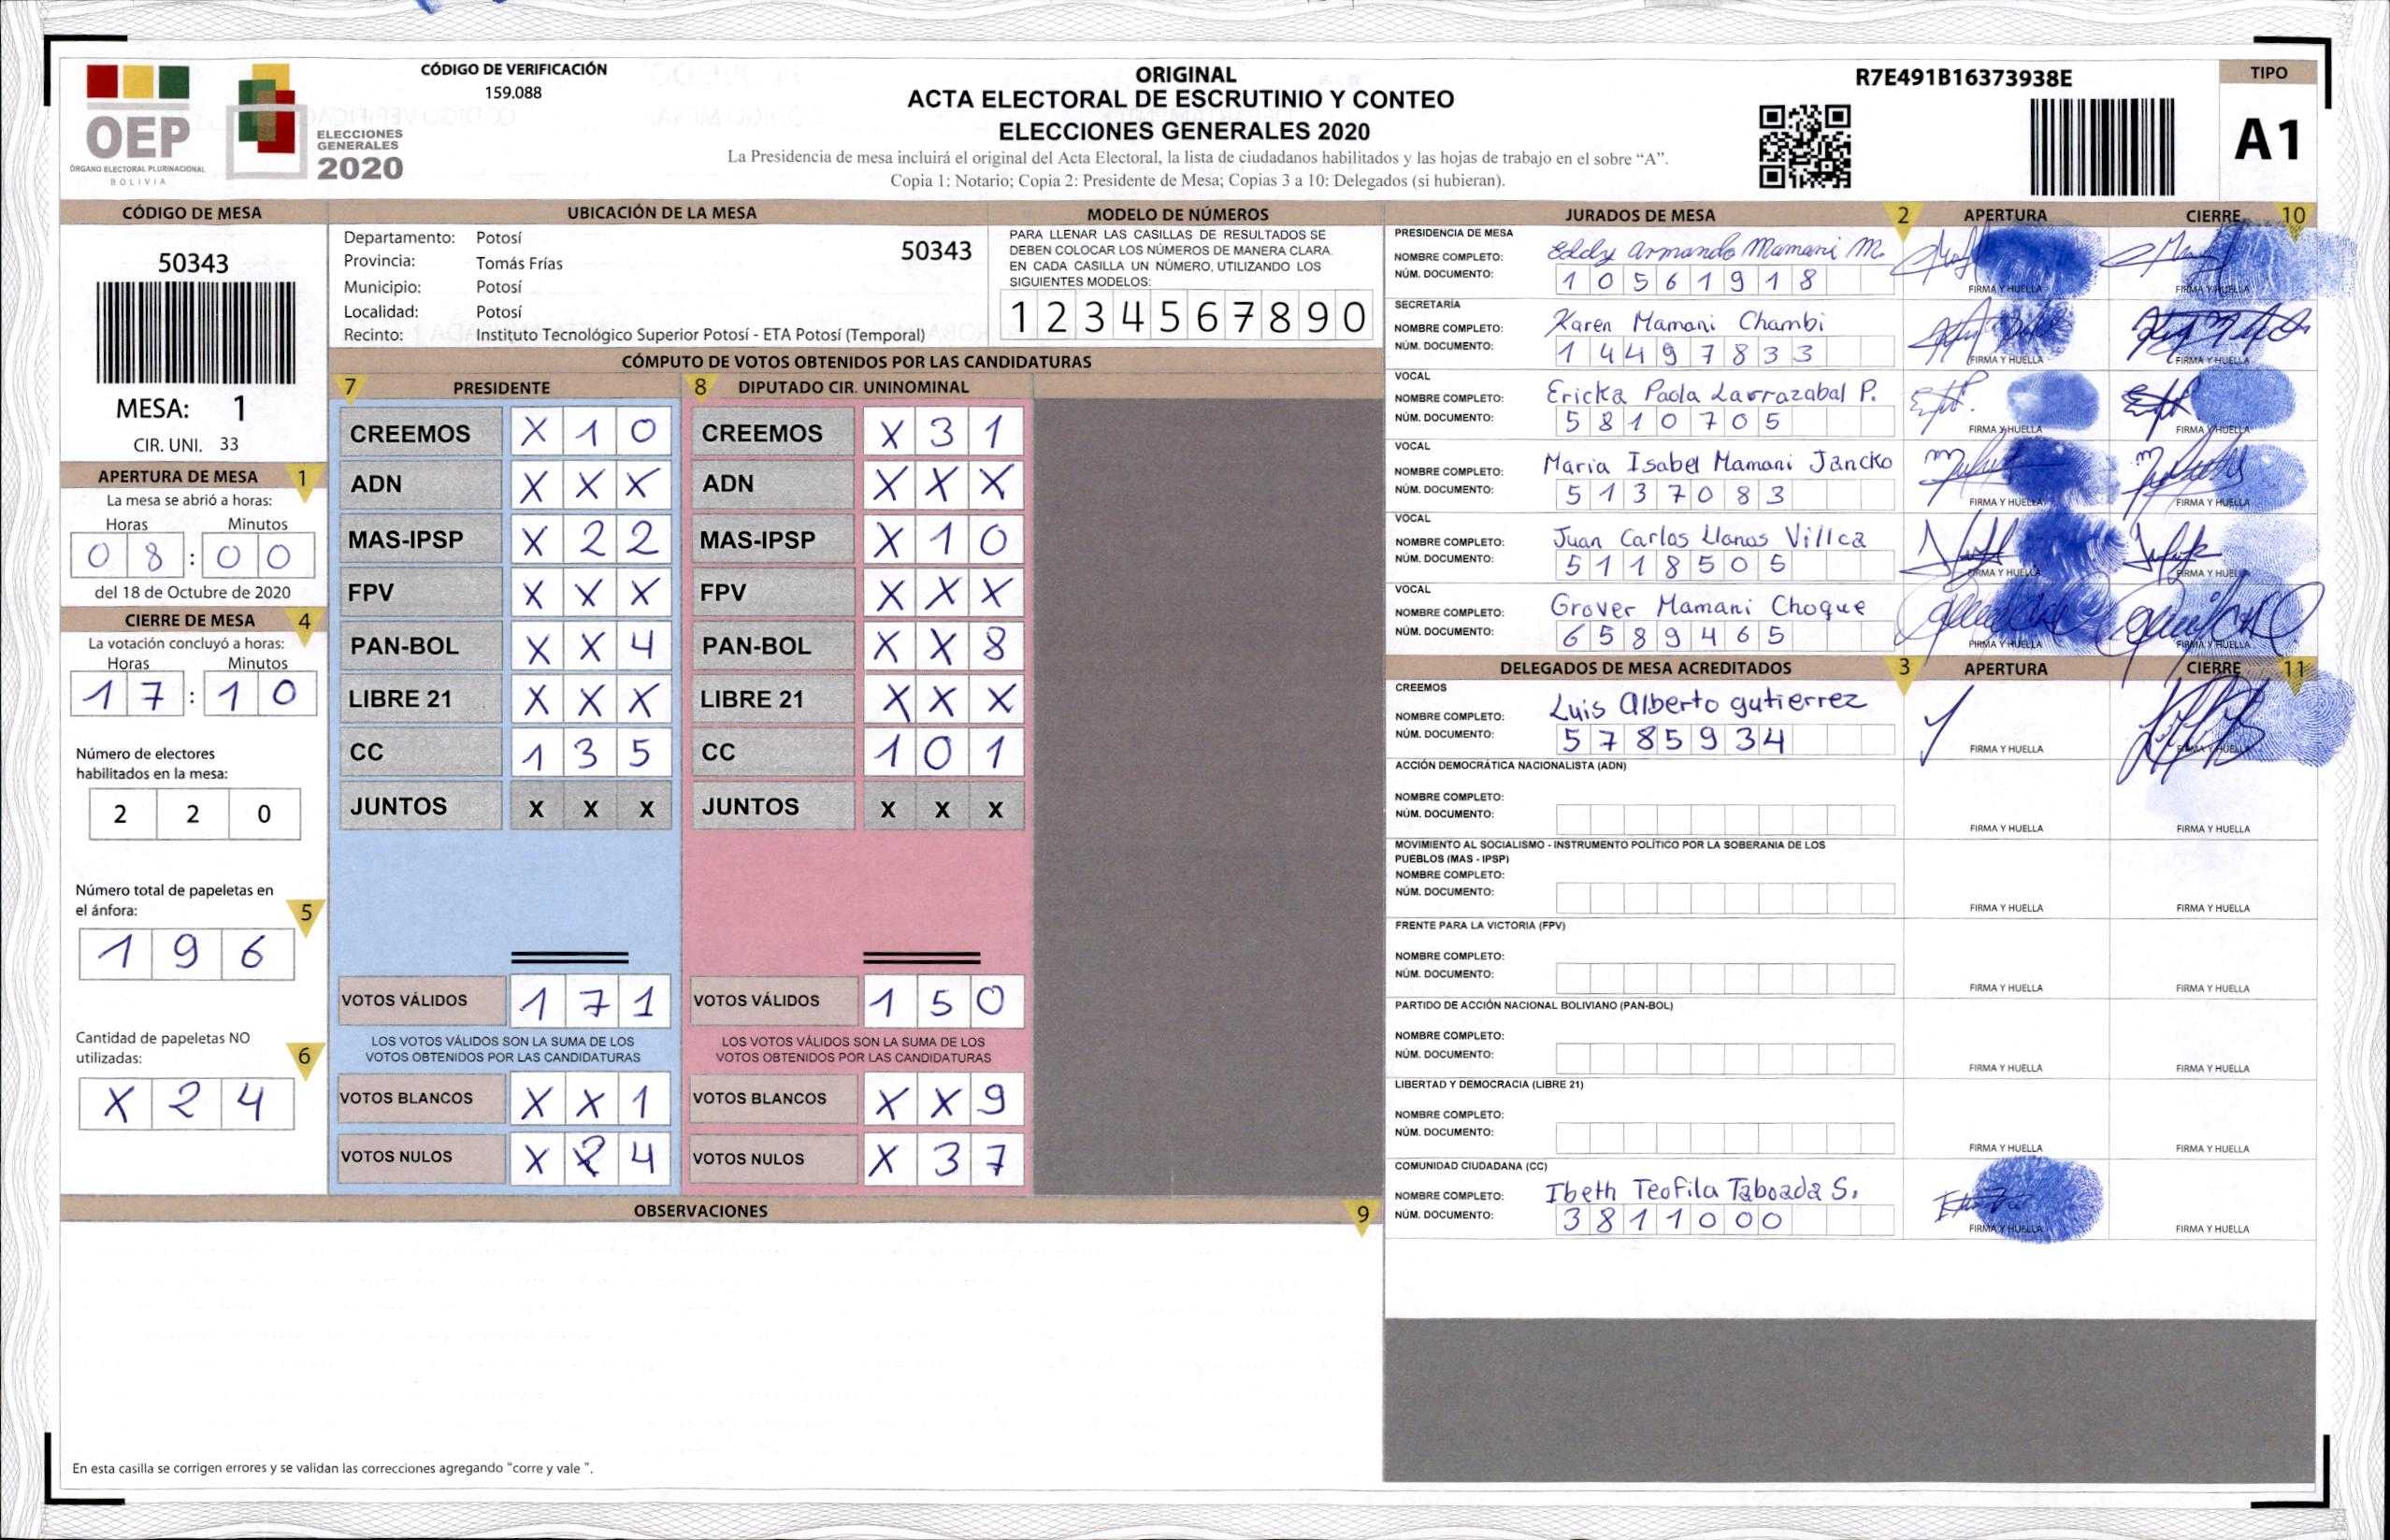 CÓDIGO DE VERIFICACIÓN
159.088
ORIGINAL
ACTA ELECTORAL DE ESCRUTINIO Y CONTEO
ELECCIONES GENERALES 2020
La Presidencia de mesa incluirá el original del Acta Electoral, la lista de ciudadanos habilitados y las hojas de trabajo en el sobre “A”.
Copia 1: Notario; Copia 2: Presidente de Mesa; Copias 3 a 10: Delegados (si hubieran).
R7E491B16373938E
TIPO
A1
OEP
ÓRGANO ELECTORAL PLURINACIONAL
BOLIVIA
ELECCIONES
GENERALES
2020
CÓDIGO DE MESA
50343
MESA: 1
CIR. UNI. 33
APERTURA DE MESA 1
La mesa se abrió a horas:
Horas Minutos
0 8 : 0 0
del 18 de Octubre de 2020
CIERRE DE MESA 4
La votación concluyó a horas:
Horas Minutos
1 7 : 1 0
Número de electores
habilitados en la mesa:
2 2 0
Número total de papeletas en
el ánfora: 5
1 9 6
Cantidad de papeletas NO
utilizadas: 6
X 2 4
UBICACIÓN DE LA MESA
Departamento: Potosí
50343
Provincia: Tomás Frías
Municipio: Potosí
Localidad: Potosí
Recinto: Instituto Tecnológico Superior Potosí - ETA Potosí (Temporal)
MODELO DE NÚMEROS
PARA LLENAR LAS CASILLAS DE RESULTADOS SE
DEBEN COLOCAR LOS NÚMEROS DE MANERA CLARA.
EN CADA CASILLA UN NÚMERO, UTILIZANDO LOS
SIGUIENTES MODELOS:
1 2 3 4 5 6 7 8 9 0
CÓMPUTO DE VOTOS OBTENIDOS POR LAS CANDIDATURAS
7 PRESIDENTE
CREEMOS X 1 0
ADN X X X
MAS-IPSP X 2 2
FPV X X X
PAN-BOL X X 4
LIBRE 21 X X X
CC 1 3 5
JUNTOS X X X
VOTOS VÁLIDOS 1 7 1
LOS VOTOS VÁLIDOS SON LA SUMA DE LOS
VOTOS OBTENIDOS POR LAS CANDIDATURAS
VOTOS BLANCOS X X 1
VOTOS NULOS X 2 4
8 DIPUTADO CIR. UNINOMINAL
CREEMOS X 3 1
ADN X X X
MAS-IPSP X 1 0
FPV X X X
PAN-BOL X X 8
LIBRE 21 X X X
CC 1 0 1
JUNTOS X X X
VOTOS VÁLIDOS 1 5 0
LOS VOTOS VÁLIDOS SON LA SUMA DE LOS
VOTOS OBTENIDOS POR LAS CANDIDATURAS
VOTOS BLANCOS X X 9
VOTOS NULOS X 3 7
OBSERVACIONES 9
En esta casilla se corrigen errores y se validan las correcciones agregando “corre y vale ”.
JURADOS DE MESA 2 APERTURA CIERRE 10
PRESIDENCIA DE MESA
NOMBRE COMPLETO: Eddy Armando Mamani M.
NÚM. DOCUMENTO: 1 0 5 6 1 9 1 8
FIRMA Y HUELLA FIRMA Y HUELLA
SECRETARÍA
NOMBRE COMPLETO: Karen Mamani Chambi
NÚM. DOCUMENTO: 1 4 4 9 7 8 3 3
FIRMA Y HUELLA FIRMA Y HUELLA
VOCAL
NOMBRE COMPLETO: Ericka Paola Larrazabal P.
NÚM. DOCUMENTO: 5 8 1 0 7 0 5
FIRMA Y HUELLA FIRMA Y HUELLA
VOCAL
NOMBRE COMPLETO: Maria Isabel Mamani Jancko
NÚM. DOCUMENTO: 5 1 3 7 0 8 3
FIRMA Y HUELLA FIRMA Y HUELLA
VOCAL
NOMBRE COMPLETO: Juan Carlos Llanos Villca
NÚM. DOCUMENTO: 5 1 1 8 5 0 5
FIRMA Y HUELLA FIRMA Y HUELLA
VOCAL
NOMBRE COMPLETO: Grover Mamani Choque
NÚM. DOCUMENTO: 6 5 8 9 4 6 5
FIRMA Y HUELLA FIRMA Y HUELLA
DELEGADOS DE MESA ACREDITADOS 3 APERTURA CIERRE 11
CREEMOS
NOMBRE COMPLETO: Luis Alberto gutierrez
NÚM. DOCUMENTO: 5 7 8 5 9 3 4
FIRMA Y HUELLA FIRMA Y HUELLA
ACCIÓN DEMOCRÁTICA NACIONALISTA (ADN)
NOMBRE COMPLETO:
NÚM. DOCUMENTO:
FIRMA Y HUELLA FIRMA Y HUELLA
MOVIMIENTO AL SOCIALISMO - INSTRUMENTO POLÍTICO POR LA SOBERANIA DE LOS
PUEBLOS (MAS - IPSP)
NOMBRE COMPLETO:
NÚM. DOCUMENTO:
FIRMA Y HUELLA FIRMA Y HUELLA
FRENTE PARA LA VICTORIA (FPV)
NOMBRE COMPLETO:
NÚM. DOCUMENTO:
FIRMA Y HUELLA FIRMA Y HUELLA
PARTIDO DE ACCIÓN NACIONAL BOLIVIANO (PAN-BOL)
NOMBRE COMPLETO:
NÚM. DOCUMENTO:
FIRMA Y HUELLA FIRMA Y HUELLA
LIBERTAD Y DEMOCRACIA (LIBRE 21)
NOMBRE COMPLETO:
NÚM. DOCUMENTO:
FIRMA Y HUELLA FIRMA Y HUELLA
COMUNIDAD CIUDADANA (CC)
NOMBRE COMPLETO: Ibeth Teofila Taboada S.
NÚM. DOCUMENTO: 3 8 1 1 0 0 0
FIRMA Y HUELLA FIRMA Y HUELLA